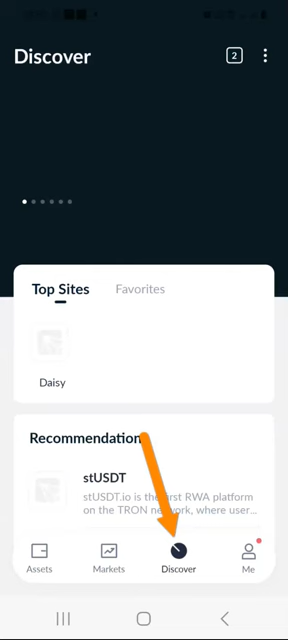 Discover
2
Top Sites
Favorites
Daisy
Recommendation
stUSDT
stUSDT.io is the first RWA platform
on the TRON network, where user...
Assets
Markets
Discover
Me